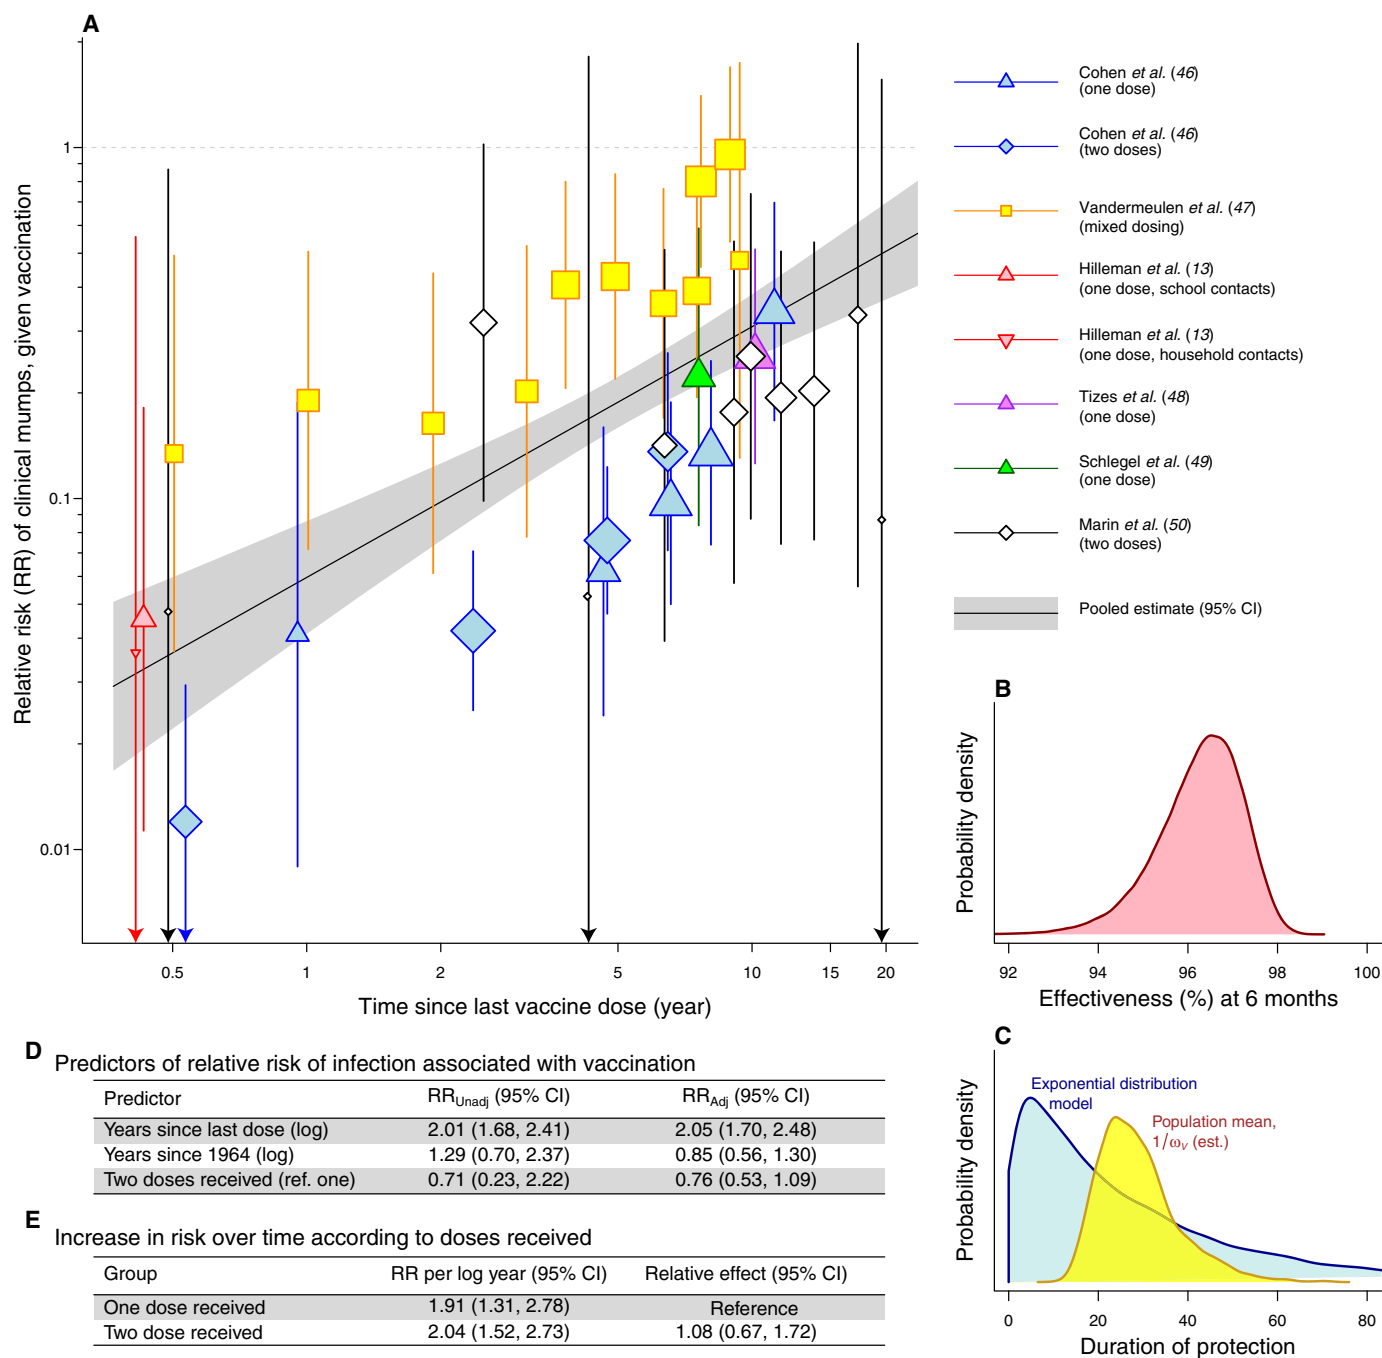 A
Relative risk (RR) of clinical mumps, given vaccination
1
0.1
0.01
0.5
1
2
5
10
15
20
Time since last vaccine dose (year)
Cohen et al. (46)
(one dose)
Cohen et al. (46)
(two doses)
Vandermeulen et al. (47)
(mixed dosing)
Hilleman et al. (13)
(one dose, school contacts)
Hilleman et al. (13)
(one dose, household contacts)
Tizes et al. (48)
(one dose)
Schlegel et al. (49)
(one dose)
Marin et al. (50)
(two doses)
Pooled estimate (95% CI)
B
Probability density
92
94
96
98
100
Effectiveness (%) at 6 months
C
Probability density
Exponential distribution
model
Population mean,
1/ωV (est.)
0
20
40
60
80
Duration of protection
D
Predictors of relative risk of infection associated with vaccination
Predictor RRUnadj (95% CI) RRAdj (95% CI)
Years since last dose (log) 2.01 (1.68, 2.41) 2.05 (1.70, 2.48)
Years since 1964 (log) 1.29 (0.70, 2.37) 0.85 (0.56, 1.30)
Two doses received (ref. one) 0.71 (0.23, 2.22) 0.76 (0.53, 1.09)
E
Increase in risk over time according to doses received
Group RR per log year (95% CI) Relative effect (95% CI)
One dose received 1.91 (1.31, 2.78) Reference
Two dose received 2.04 (1.52, 2.73) 1.08 (0.67, 1.72)